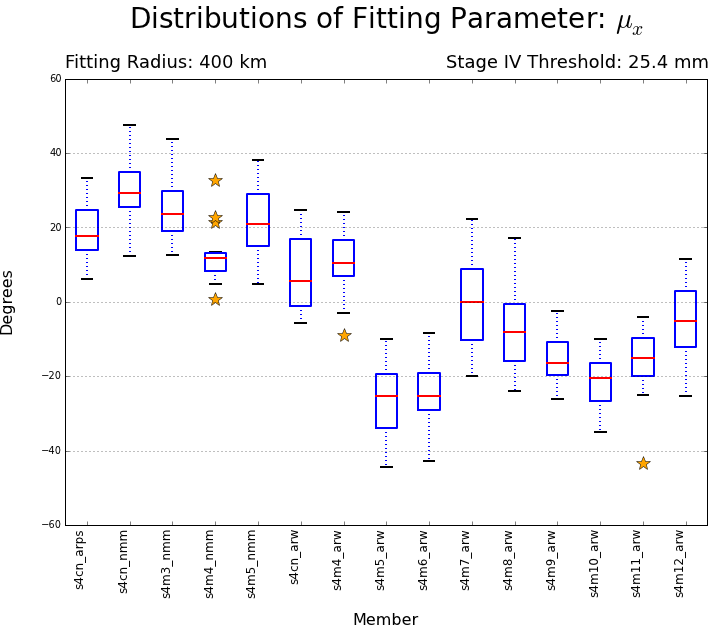 Distributions of Fitting Parameter: μₓ
Fitting Radius: 400 km
Stage IV Threshold: 25.4 mm
60
40
20
0
−20
−40
−60
Degrees
s4cn_arps
s4cn_nmm
s4m3_nmm
s4m4_nmm
s4m5_nmm
s4cn_arw
s4m4_arw
s4m5_arw
s4m6_arw
s4m7_arw
s4m8_arw
s4m9_arw
s4m10_arw
s4m11_arw
s4m12_arw
Member